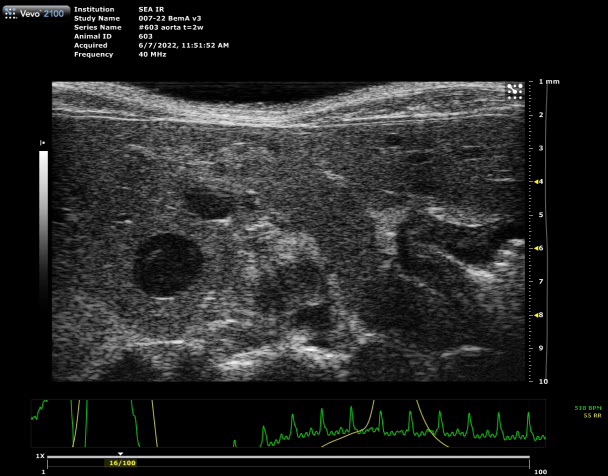 Vevo 2100
Institution SEA IR
Study Name 007-22 BemA v3
Series Name #603 aorta t=2w
Animal ID 603
Acquired 6/7/2022, 11:51:52 AM
Frequency 40 MHz
1 mm
2
3
4
5
6
7
8
9
10
538 BPM
55 RR
1X
16/100
1 100